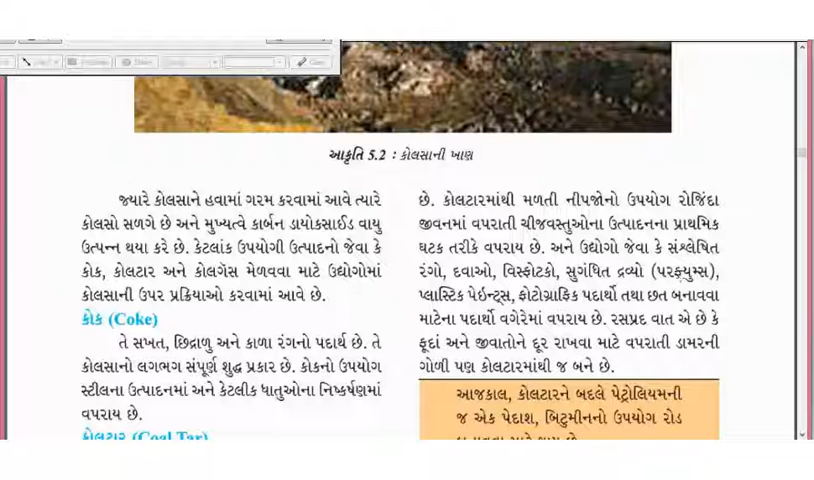 આકૃતિ 5.2 : કોલસાની ખાણ
જ્યારે કોલસાને હવામાં ગરમ કરવામાં આવે ત્યારે
કોલસો સળગે છે અને મુખ્યત્વે કાર્બન ડાયોકસાઈડ વાયુ
ઉત્પન્ન થયા કરે છે. કેટલાંક ઉપયોગી ઉત્પાદનો જેવા કે
કોક, કોલટાર અને કોલગૅસ મેળવવા માટે ઉદ્યોગોમાં
કોલસાની ઉપર પ્રક્રિયાઓ કરવામાં આવે છે.
કોક (Coke)
તે સખત, છિદ્રાળુ અને કાળા રંગનો પદાર્થ છે. તે
કોલસાનો લગભગ સંપૂર્ણ શુદ્ધ પ્રકાર છે. કોકનો ઉપયોગ
સ્ટીલના ઉત્પાદનમાં અને કેટલીક ધાતુઓના નિષ્કર્ષણમાં
વપરાય છે.
કોલટાર (Coal Tar)
છે. કોલટારમાંથી મળતી નીપજોનો ઉપયોગ રોજિંદા
જીવનમાં વપરાતી ચીજવસ્તુઓના ઉત્પાદનના પ્રાથમિક
ઘટક તરીકે વપરાય છે. અને ઉદ્યોગો જેવા કે સંશ્લેષિત
રંગો, દવાઓ, વિસ્ફોટકો, સુગંધિત દ્રવ્યો (પરફ્યુમ્સ),
પ્લાસ્ટિક પેઇન્ટ્સ, ફોટોગ્રાફિક પદાર્થો તથા છત બનાવવા
માટેના પદાર્થો વગેરેમાં વપરાય છે. રસપ્રદ વાત એ છે કે
ફૂદાં અને જીવાતોને દૂર રાખવા માટે વપરાતી ડામરની
ગોળી પણ કોલટારમાંથી જ બને છે.
આજકાલ, કોલટારને બદલે પેટ્રોલિયમની
જ એક પેદાશ, બિટુમીનનો ઉપયોગ રોડ